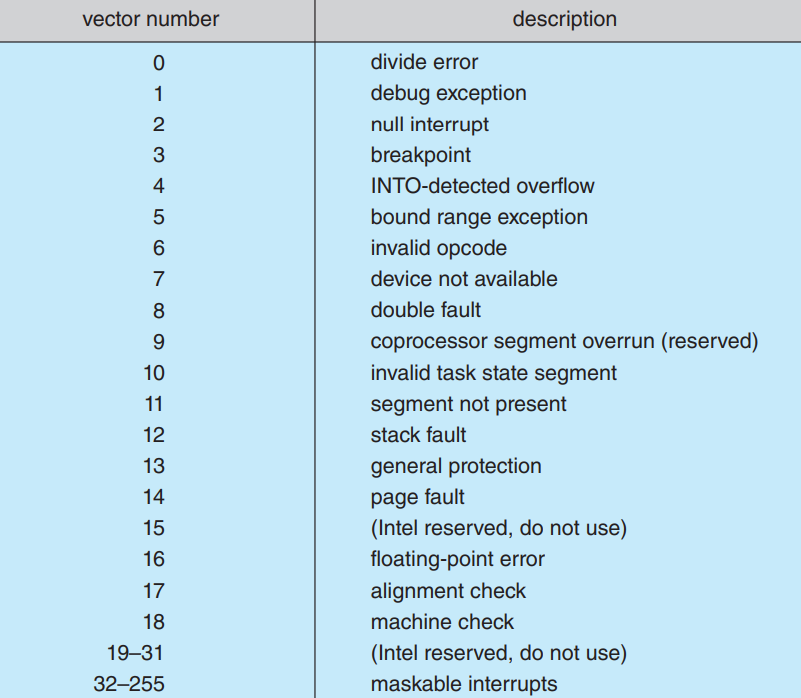 vector number description
0 divide error
1 debug exception
2 null interrupt
3 breakpoint
4 INTO-detected overflow
5 bound range exception
6 invalid opcode
7 device not available
8 double fault
9 coprocessor segment overrun (reserved)
10 invalid task state segment
11 segment not present
12 stack fault
13 general protection
14 page fault
15 (Intel reserved, do not use)
16 floating-point error
17 alignment check
18 machine check
19–31 (Intel reserved, do not use)
32–255 maskable interrupts